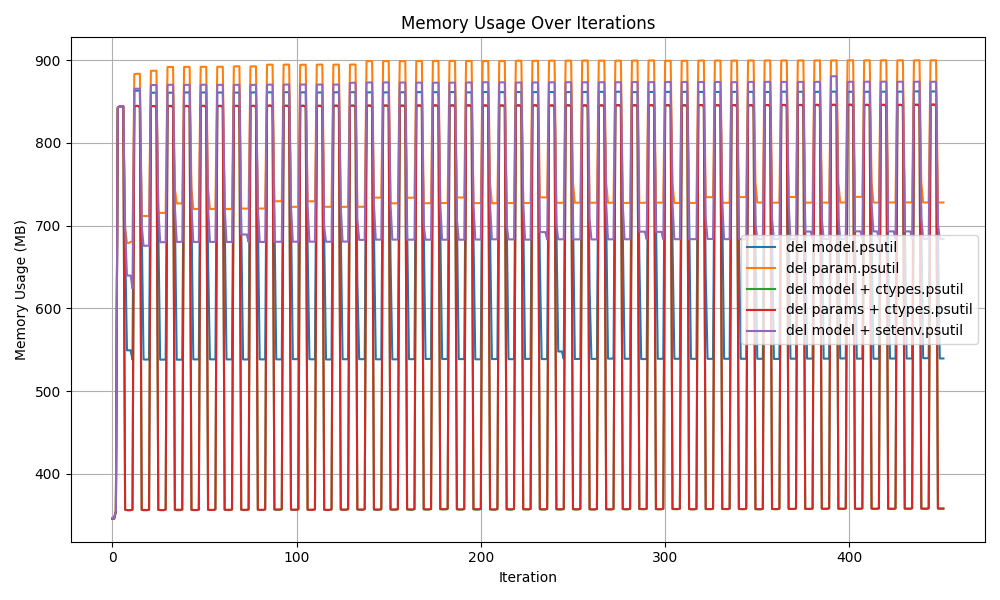 Memory Usage Over Iterations
Memory Usage (MB)
900
800
700
600
500
400
del model.psutil
del param.psutil
del model + ctypes.psutil
del params + ctypes.psutil
del model + setenv.psutil
0
100
200
300
400
Iteration